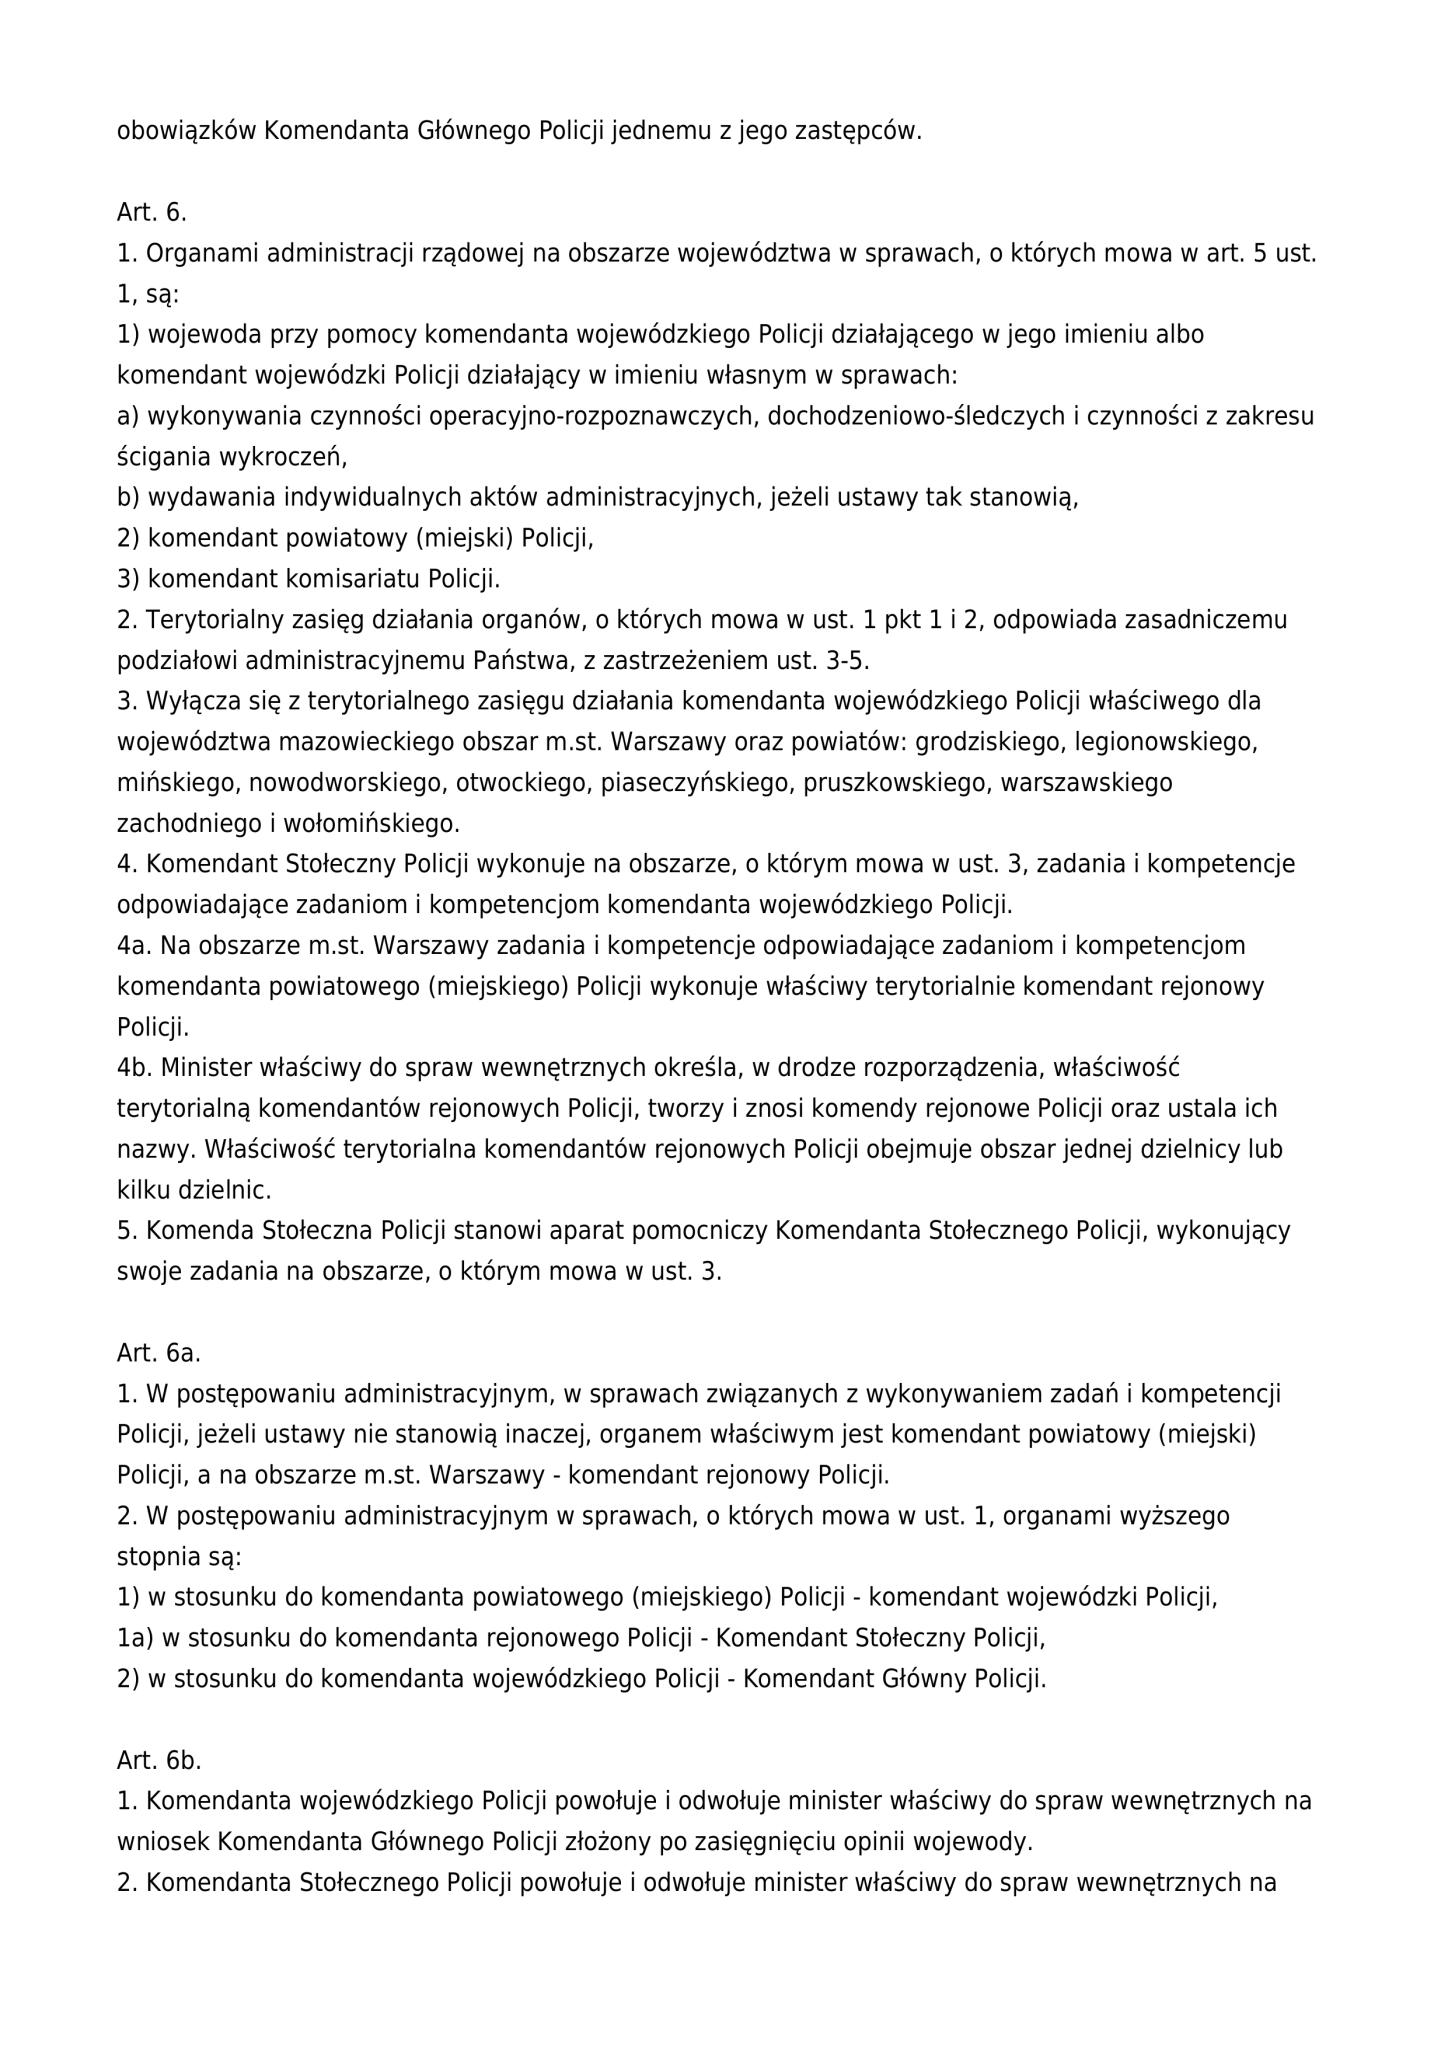 obowiązków Komendanta Głównego Policji jednemu z jego zastępców.
Art. 6.
1. Organami administracji rządowej na obszarze województwa w sprawach, o których mowa w art. 5 ust.
1, są:
1) wojewoda przy pomocy komendanta wojewódzkiego Policji działającego w jego imieniu albo
komendant wojewódzki Policji działający w imieniu własnym w sprawach:
a) wykonywania czynności operacyjno-rozpoznawczych, dochodzeniowo-śledczych i czynności z zakresu
ścigania wykroczeń,
b) wydawania indywidualnych aktów administracyjnych, jeżeli ustawy tak stanowią,
2) komendant powiatowy (miejski) Policji,
3) komendant komisariatu Policji.
2. Terytorialny zasięg działania organów, o których mowa w ust. 1 pkt 1 i 2, odpowiada zasadniczemu
podziałowi administracyjnemu Państwa, z zastrzeżeniem ust. 3-5.
3. Wyłącza się z terytorialnego zasięgu działania komendanta wojewódzkiego Policji właściwego dla
województwa mazowieckiego obszar m.st. Warszawy oraz powiatów: grodziskiego, legionowskiego,
mińskiego, nowodworskiego, otwockiego, piaseczyńskiego, pruszkowskiego, warszawskiego
zachodniego i wołomińskiego.
4. Komendant Stołeczny Policji wykonuje na obszarze, o którym mowa w ust. 3, zadania i kompetencje
odpowiadające zadaniom i kompetencjom komendanta wojewódzkiego Policji.
4a. Na obszarze m.st. Warszawy zadania i kompetencje odpowiadające zadaniom i kompetencjom
komendanta powiatowego (miejskiego) Policji wykonuje właściwy terytorialnie komendant rejonowy
Policji.
4b. Minister właściwy do spraw wewnętrznych określa, w drodze rozporządzenia, właściwość
terytorialną komendantów rejonowych Policji, tworzy i znosi komendy rejonowe Policji oraz ustala ich
nazwy. Właściwość terytorialna komendantów rejonowych Policji obejmuje obszar jednej dzielnicy lub
kilku dzielnic.
5. Komenda Stołeczna Policji stanowi aparat pomocniczy Komendanta Stołecznego Policji, wykonujący
swoje zadania na obszarze, o którym mowa w ust. 3.
Art. 6a.
1. W postępowaniu administracyjnym, w sprawach związanych z wykonywaniem zadań i kompetencji
Policji, jeżeli ustawy nie stanowią inaczej, organem właściwym jest komendant powiatowy (miejski)
Policji, a na obszarze m.st. Warszawy - komendant rejonowy Policji.
2. W postępowaniu administracyjnym w sprawach, o których mowa w ust. 1, organami wyższego
stopnia są:
1) w stosunku do komendanta powiatowego (miejskiego) Policji - komendant wojewódzki Policji,
1a) w stosunku do komendanta rejonowego Policji - Komendant Stołeczny Policji,
2) w stosunku do komendanta wojewódzkiego Policji - Komendant Główny Policji.
Art. 6b.
1. Komendanta wojewódzkiego Policji powołuje i odwołuje minister właściwy do spraw wewnętrznych na
wniosek Komendanta Głównego Policji złożony po zasięgnięciu opinii wojewody.
2. Komendanta Stołecznego Policji powołuje i odwołuje minister właściwy do spraw wewnętrznych na